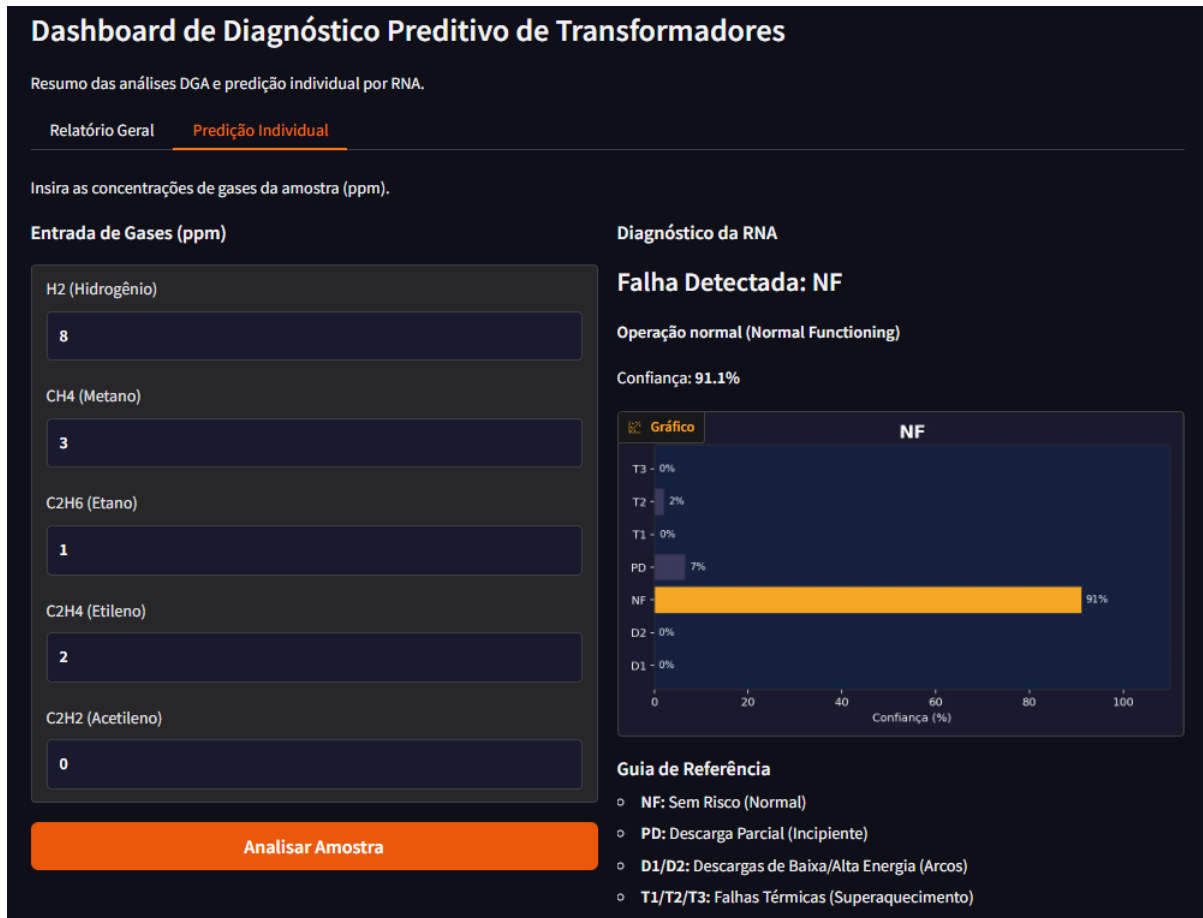 Dashboard de Diagnóstico Preditivo de Transformadores
Resumo das análises DGA e predição individual por RNA.
Relatório Geral
Predição Individual
Insira as concentrações de gases da amostra (ppm).
Entrada de Gases (ppm)
H2 (Hidrogênio)
8
CH4 (Metano)
3
C2H6 (Etano)
1
C2H4 (Etileno)
2
C2H2 (Acetileno)
0
Analisar Amostra
Diagnóstico da RNA
Falha Detectada: NF
Operação normal (Normal Functioning)
Confiança: 91.1%
Gráfico
NF
T3 0%
T2 2%
T1 0%
PD 7%
NF 91%
D2 0%
D1 0%
0 20 40 60 80 100
Confiança (%)
Guia de Referência
NF: Sem Risco (Normal)
PD: Descarga Parcial (Incipiente)
D1/D2: Descargas de Baixa/Alta Energia (Arcos)
T1/T2/T3: Falhas Térmicas (Superaquecimento)